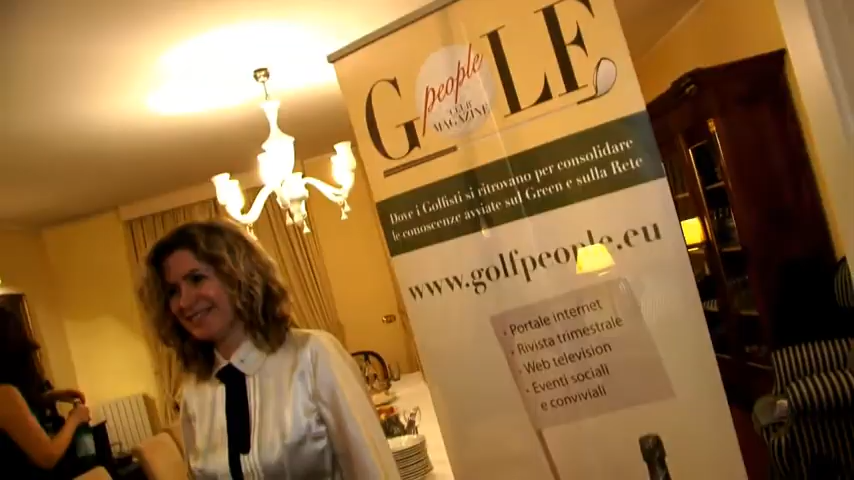 GOLF
people
CLUB
MAGAZINE
Dove i Golfisti si ritrovano per consolidare
le conoscenze avviate sul Green e sulla Rete
www.golfpeople.eu
• Portale internet
• Rivista trimestrale
• Web television
• Eventi sociali
e conviviali